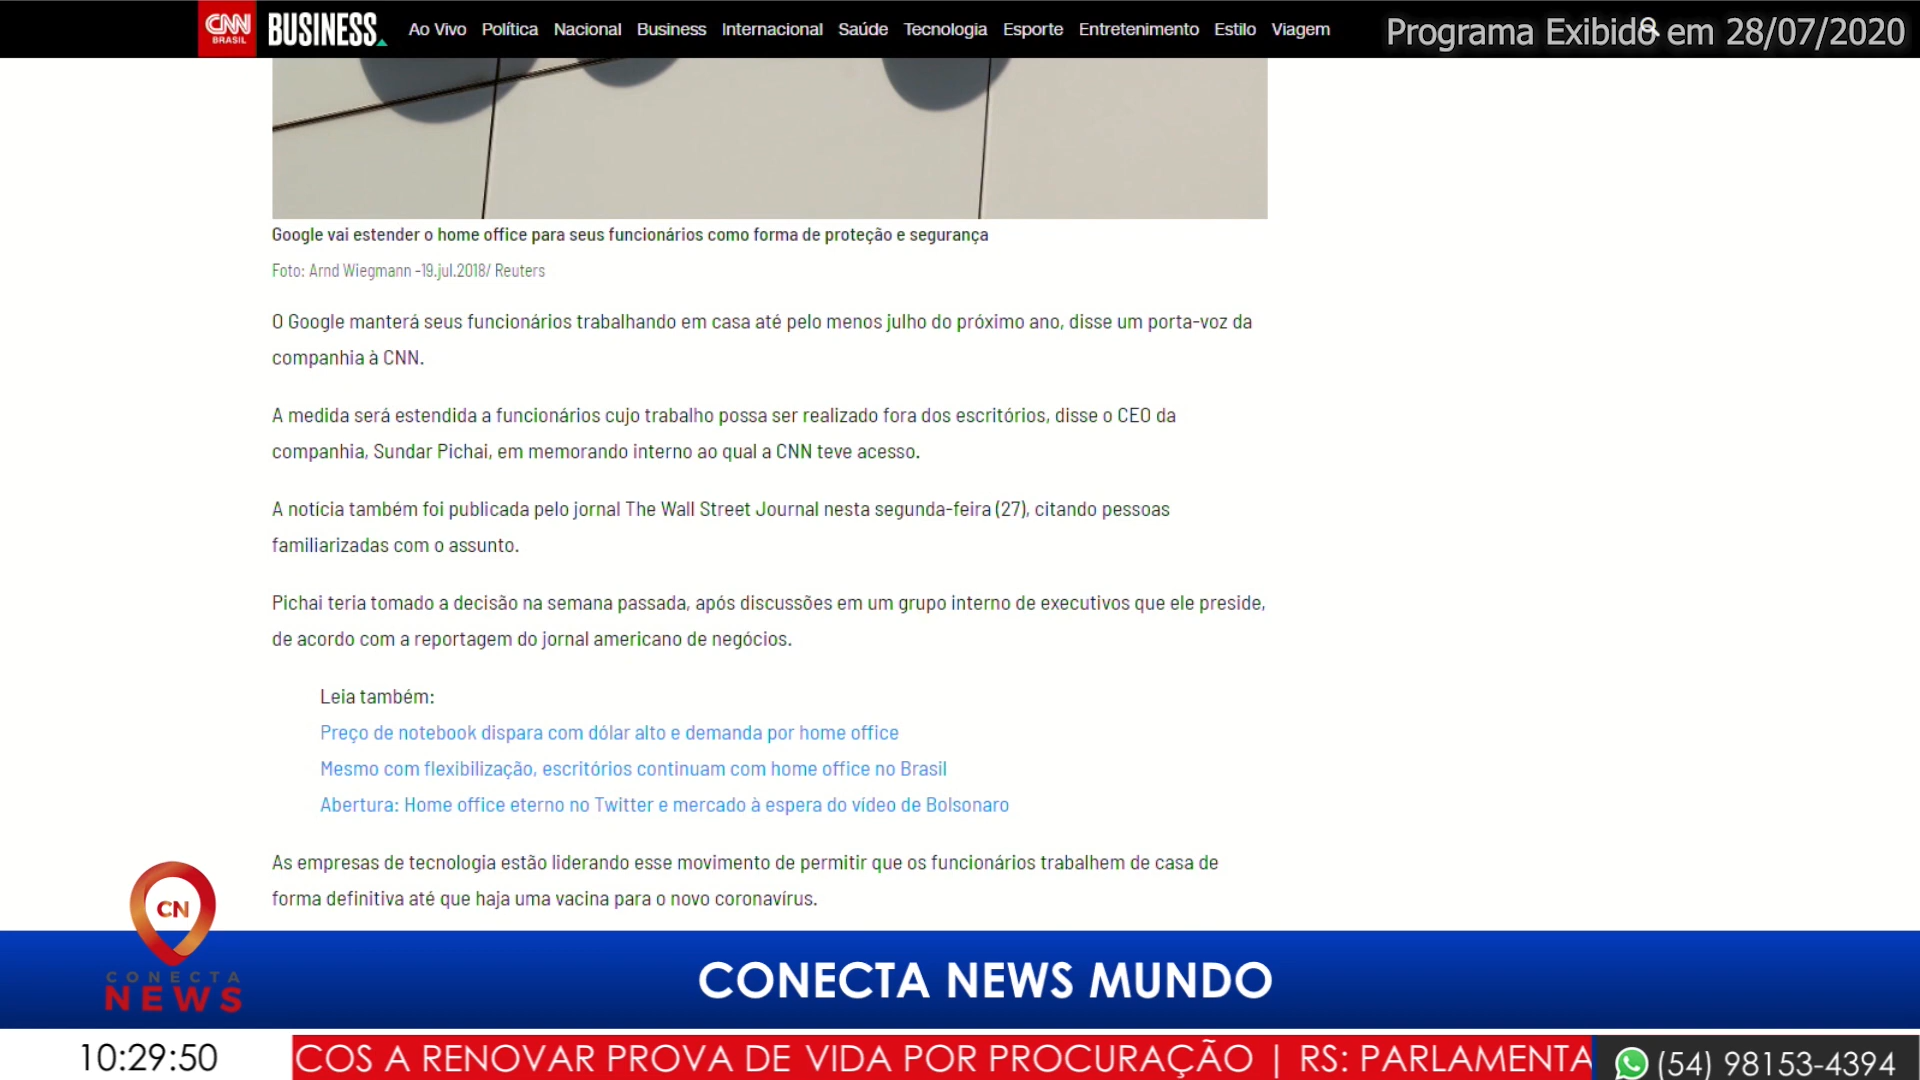 CNN
BRASIL
BUSINESS
Ao Vivo Política Nacional Business Internacional Saúde Tecnologia Esporte Entretenimento Estilo Viagem
Programa Exibido em 28/07/2020
Google vai estender o home office para seus funcionários como forma de proteção e segurança
Foto: Arnd Wiegmann -19.jul.2018/ Reuters
O Google manterá seus funcionários trabalhando em casa até pelo menos julho do próximo ano, disse um porta-voz da
companhia à CNN.
A medida será estendida a funcionários cujo trabalho possa ser realizado fora dos escritórios, disse o CEO da
companhia, Sundar Pichai, em memorando interno ao qual a CNN teve acesso.
A notícia também foi publicada pelo jornal The Wall Street Journal nesta segunda-feira (27), citando pessoas
familiarizadas com o assunto.
Pichai teria tomado a decisão na semana passada, após discussões em um grupo interno de executivos que ele preside,
de acordo com a reportagem do jornal americano de negócios.
Leia também:
Preço de notebook dispara com dólar alto e demanda por home office
Mesmo com flexibilização, escritórios continuam com home office no Brasil
Abertura: Home office eterno no Twitter e mercado à espera do vídeo de Bolsonaro
As empresas de tecnologia estão liderando esse movimento de permitir que os funcionários trabalhem de casa de
forma definitiva até que haja uma vacina para o novo coronavírus.
CN
CONECTA
NEWS
CONECTA NEWS MUNDO
10:29:50
COS A RENOVAR PROVA DE VIDA POR PROCURAÇÃO | RS: PARLAMENTA
(54) 98153-4394